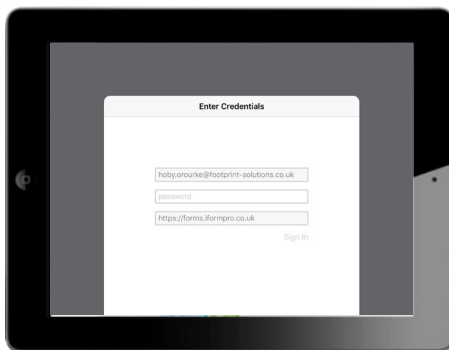 Enter Credentials
hoby.orourke@footprint-solutions.co.uk
password
https://forms.iformpro.co.uk
Sign In